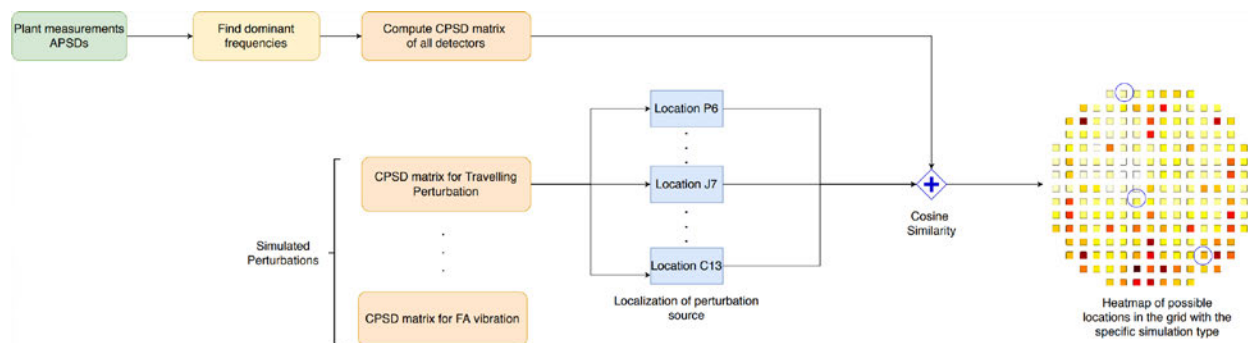 Plant measurements
APSDs
Find dominant
frequencies
Compute CPSD matrix
of all detectors
Location P6
CPSD matrix for Travelling
Perturbation
Location J7
Simulated
Perturbations
Location C13
CPSD matrix for FA vibration
Localization of perturbation
source
Cosine
Similarity
Heatmap of possible
locations in the grid with the
specific simulation type